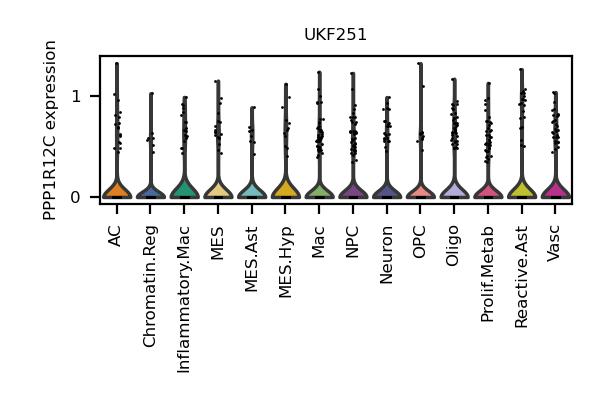 UKF251
PPP1R12C expression
1
0
AC
Chromatin.Reg
Inflammatory.Mac
MES
MES.Ast
MES.Hyp
Mac
NPC
Neuron
OPC
Oligo
Prolif.Metab
Reactive.Ast
Vasc